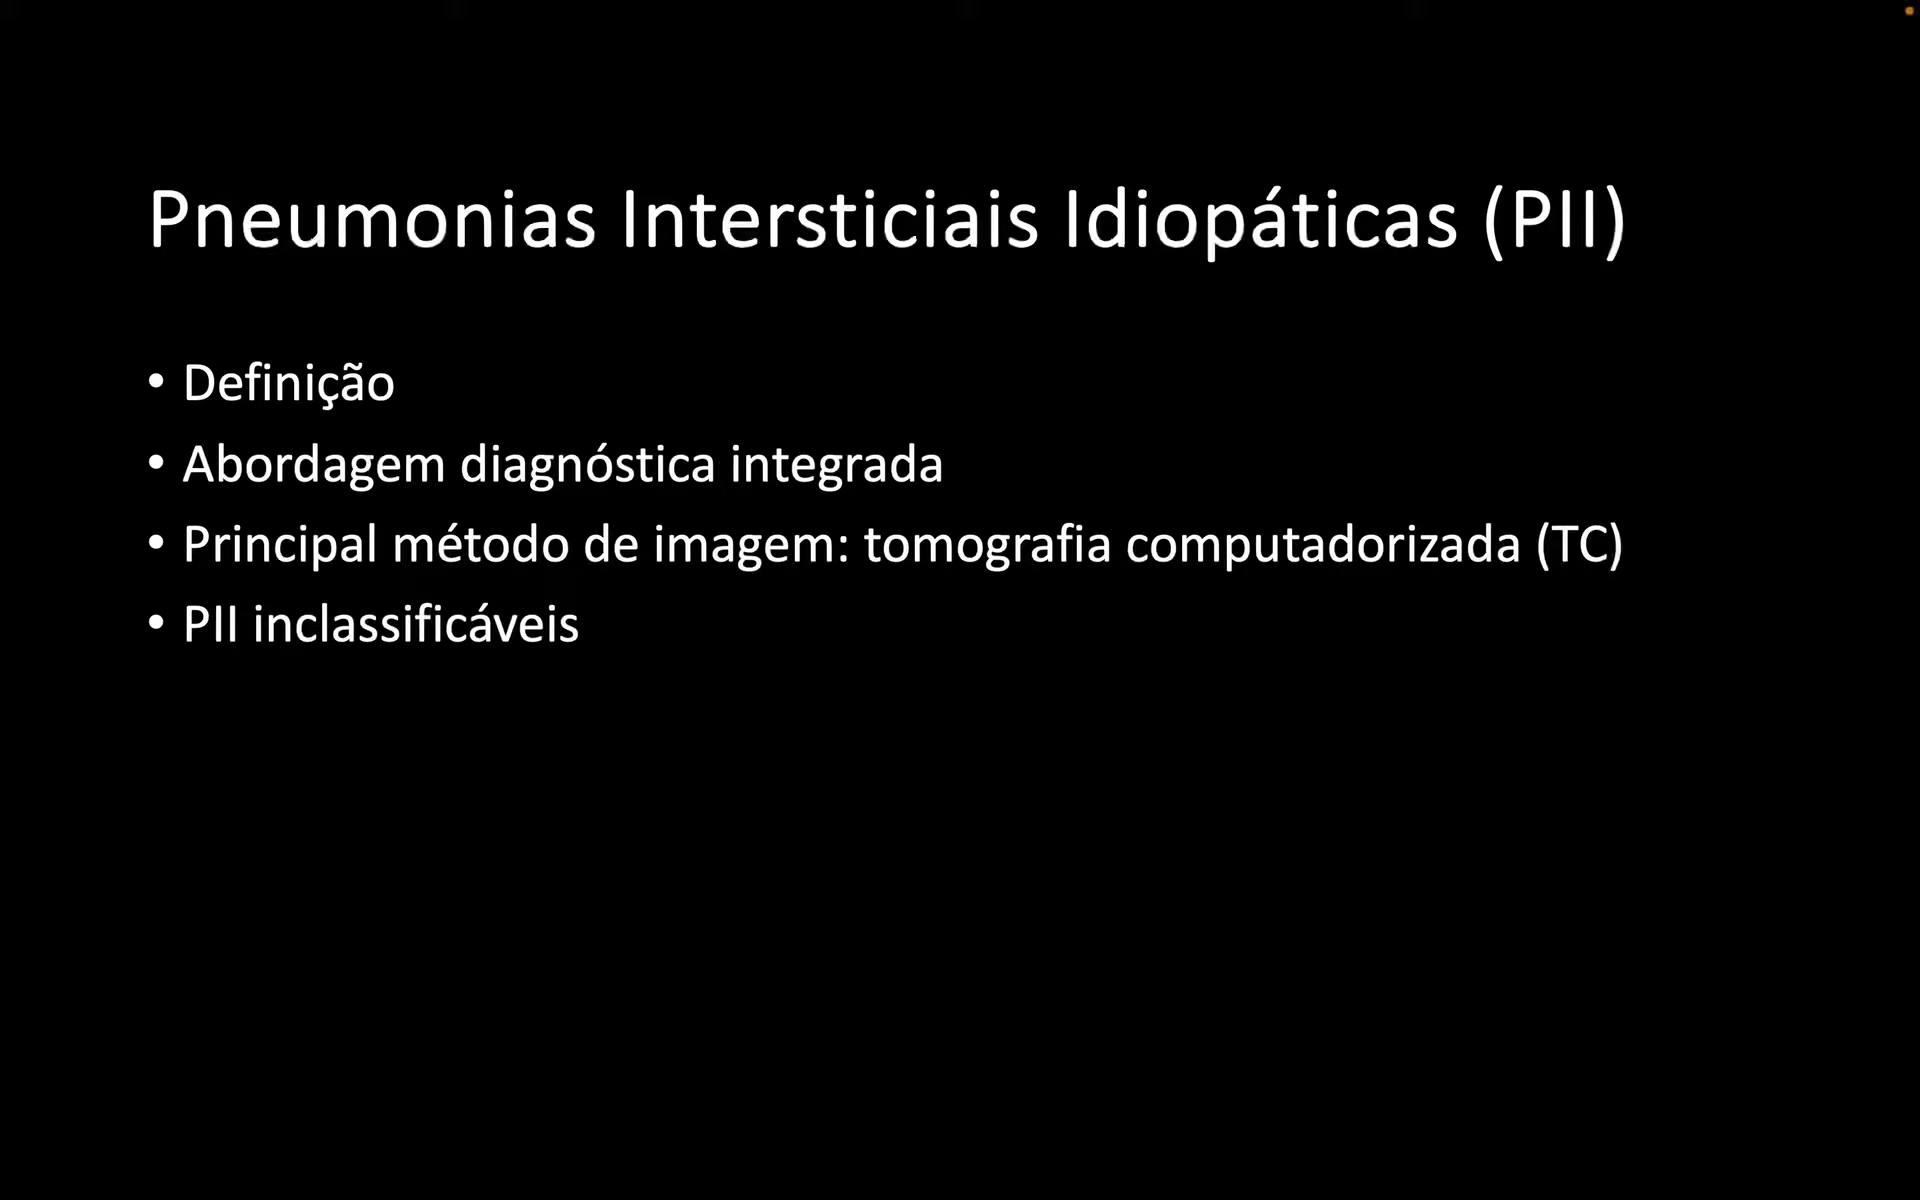 Pneumonias Intersticiais Idiopáticas (PII)
• Definição
• Abordagem diagnóstica integrada
• Principal método de imagem: tomografia computadorizada (TC)
• PII inclassificáveis